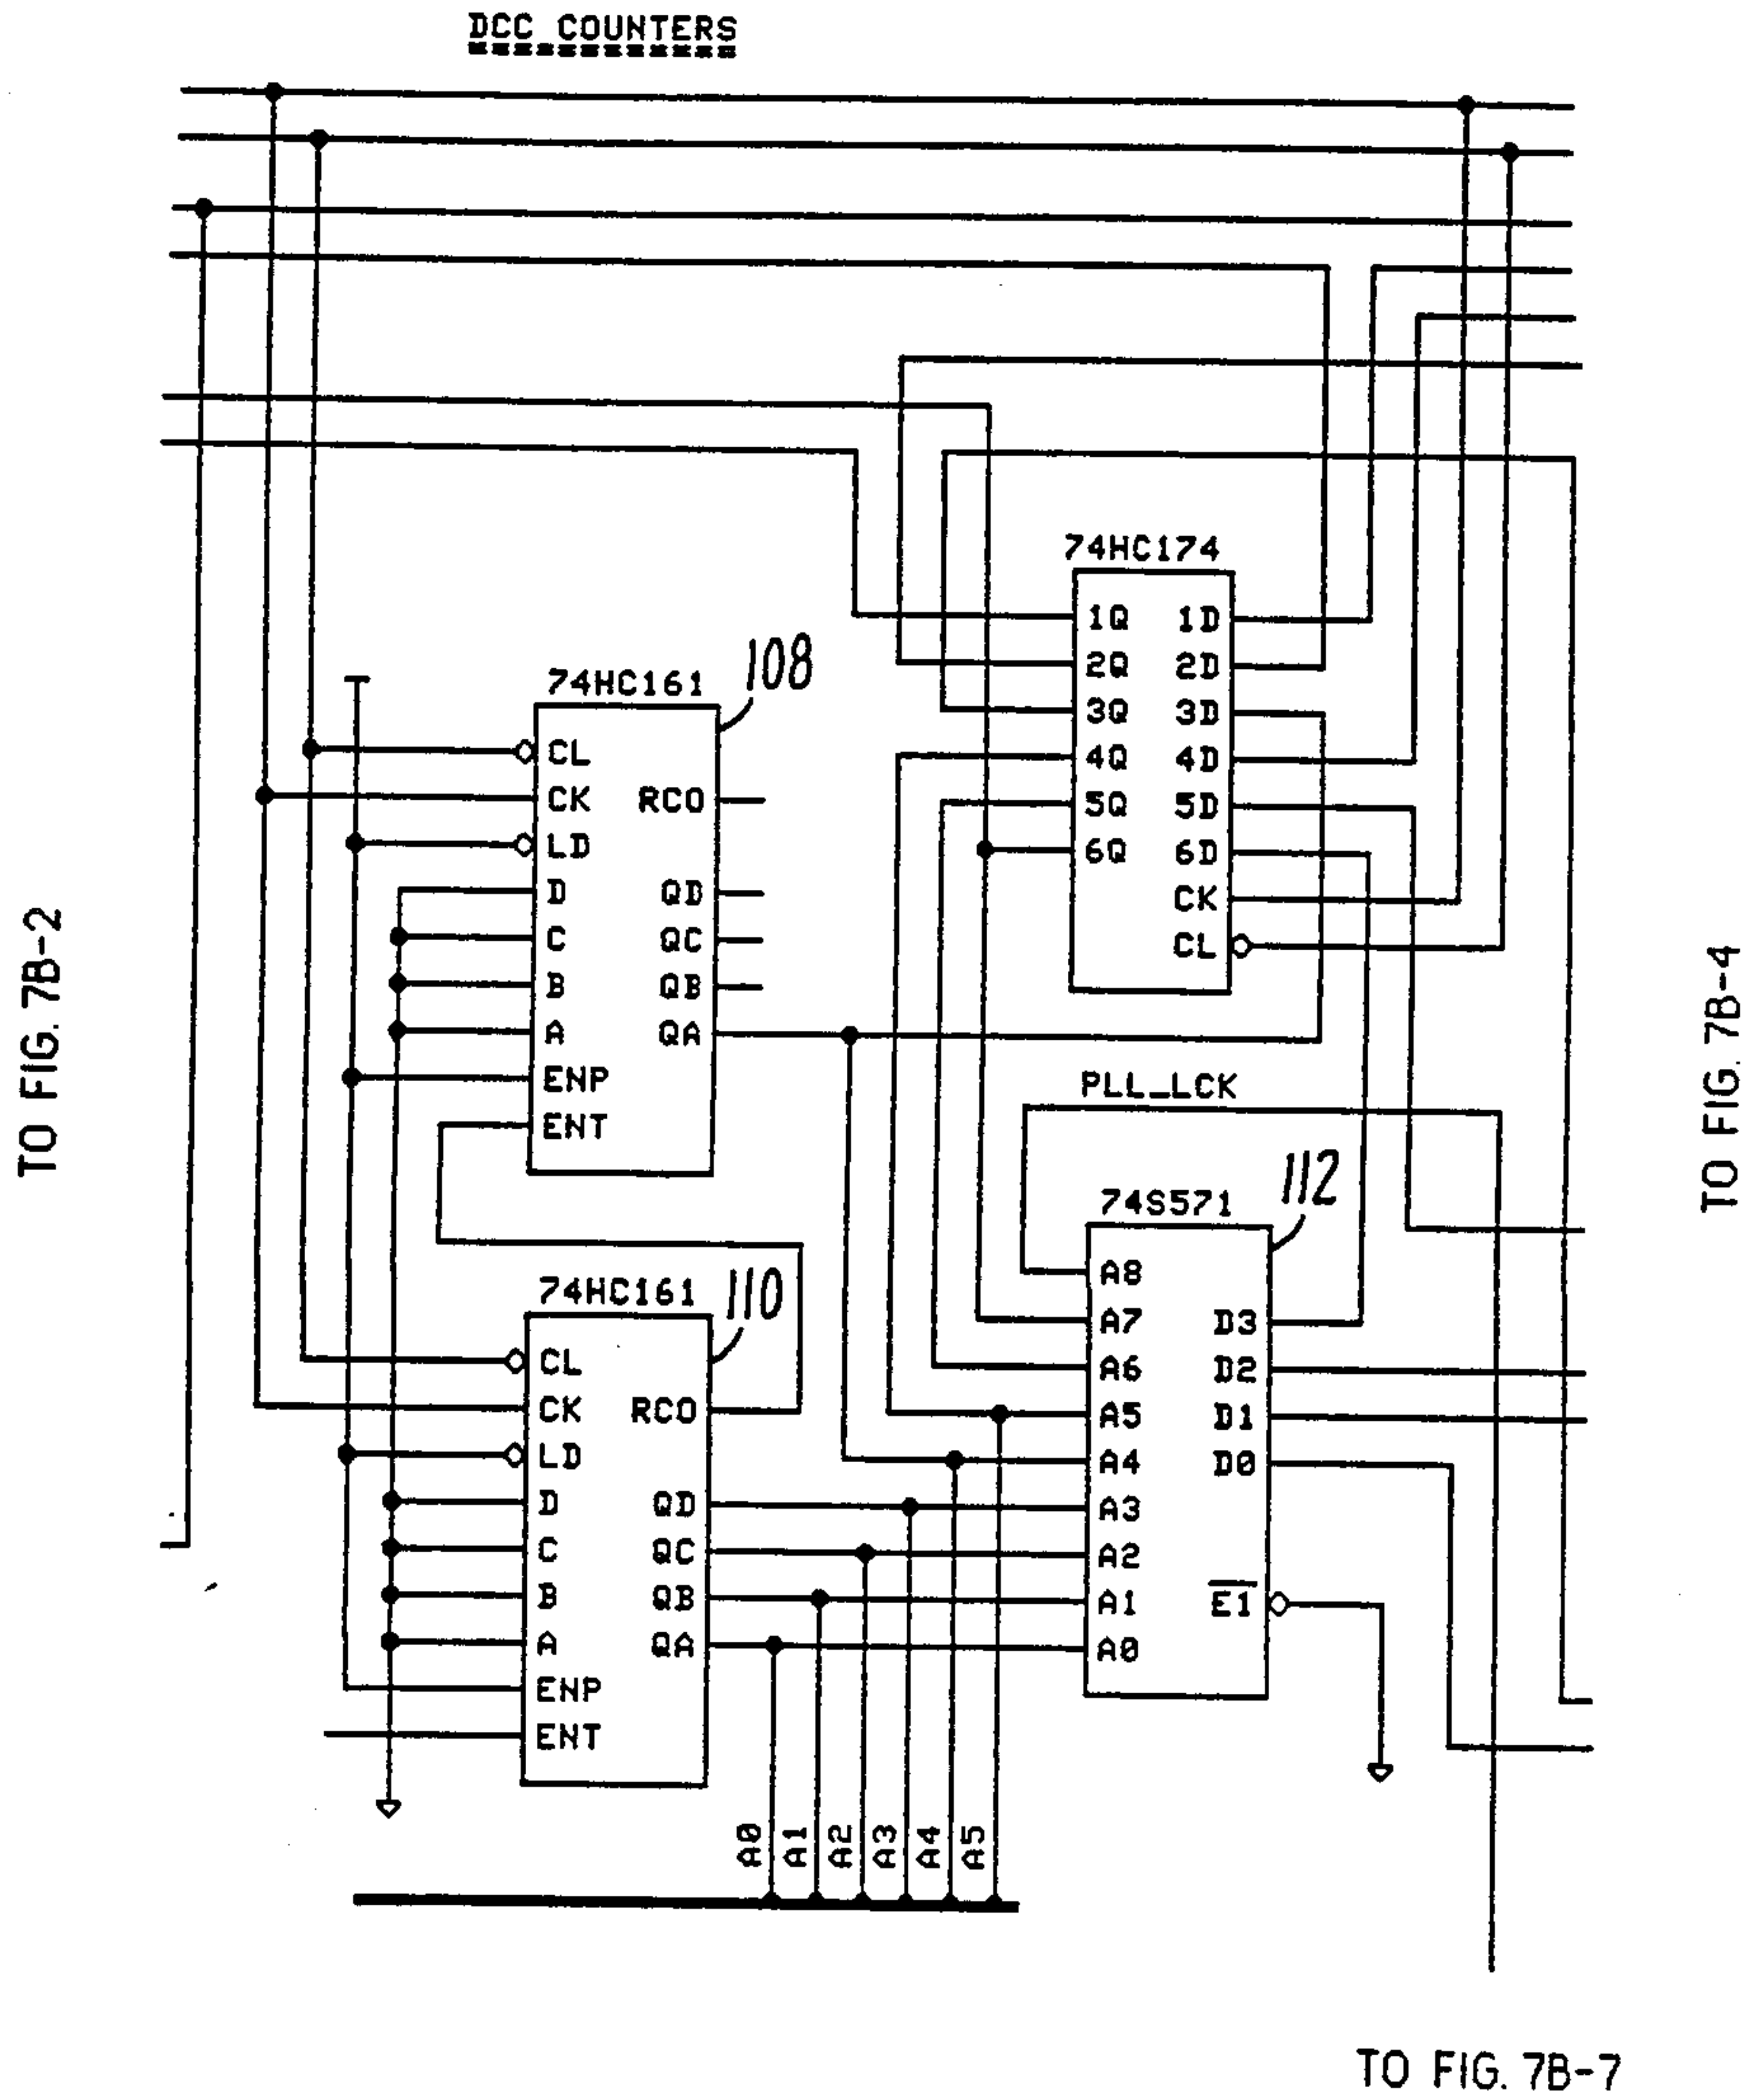 DCC COUNTERS
74HC174
1Q 1D
2Q 2D
3Q 3D
4Q 4D
5Q 5D
6Q 6D
CK
CL
74HC161 108
CL
CK RCO
LD
D QD
C QC
B QB
A QA
ENP
ENT
PLL_LCK
74S571 112
A8
A7 D3
A6 D2
A5 D1
A4 D0
A3
A2
A1 E1
A0
74HC161 110
CL
CK RCO
LD
D QD
C QC
B QB
A QA
ENP
ENT
A0
A1
A2
A3
A4
A5
TO FIG. 7B-2
TO FIG. 7B-4
TO FIG. 7B-7